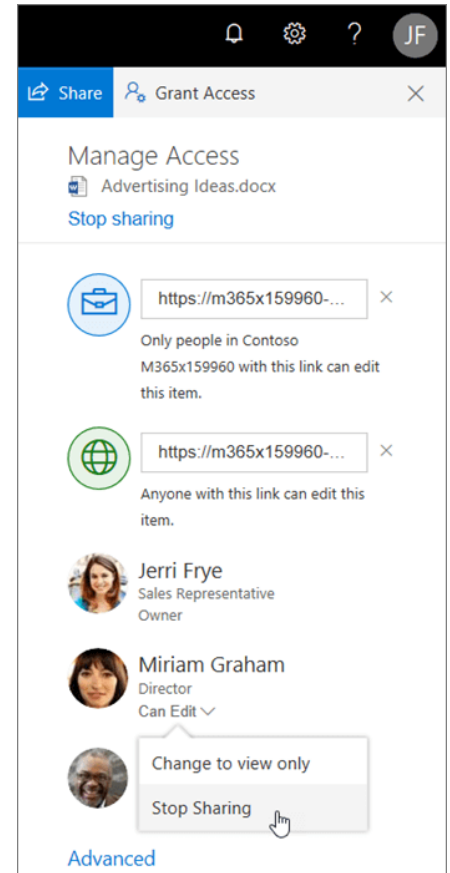 JF
Share
Grant Access
Manage Access
Advertising Ideas.docx
Stop sharing
https://m365x159960-...
Only people in Contoso
M365x159960 with this link can edit
this item.
https://m365x159960-...
Anyone with this link can edit this
item.
Jerri Frye
Sales Representative
Owner
Miriam Graham
Director
Can Edit
Change to view only
Stop Sharing
Advanced